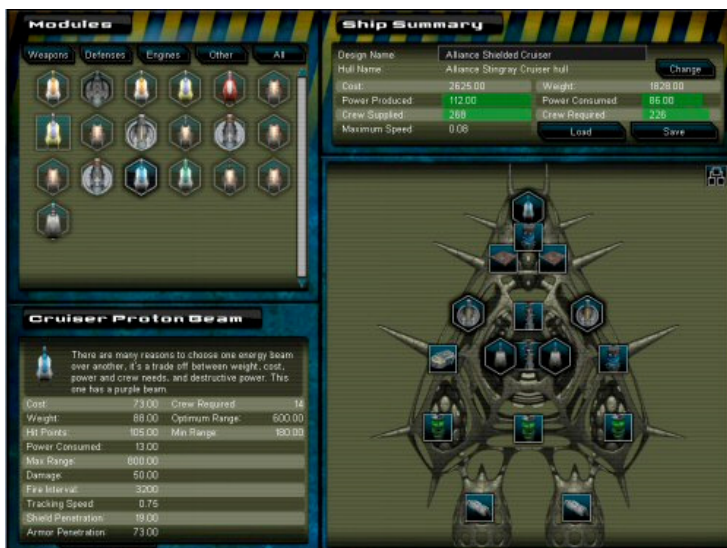 Modules
Weapons Defenses Engines Other All
Ship Summary
Design Name: Alliance Shielded Cruiser
Hull Name: Alliance Stingray Cruiser hull Change
Cost: 2625.00 Weight: 1828.00
Power Produced: 112.00 Power Consumed: 86.00
Crew Supplied: 268 Crew Required: 226
Maximum Speed: 0.08 Load Save
Cruiser Proton Beam
There are many reasons to choose one energy beam
over another, it's a trade off between weight, cost,
power and crew needs, and destructive power. This
one has a purple beam.
Cost: 73.00 Crew Required: 14
Weight: 88.00 Optimum Range: 600.00
Hit Points: 105.00 Min Range: 180.00
Power Consumed: 13.00
Max Range: 800.00
Damage: 50.00
Fire Interval: 3200
Tracking Speed: 0.75
Shield Penetration: 19.00
Armor Penetration: 73.00